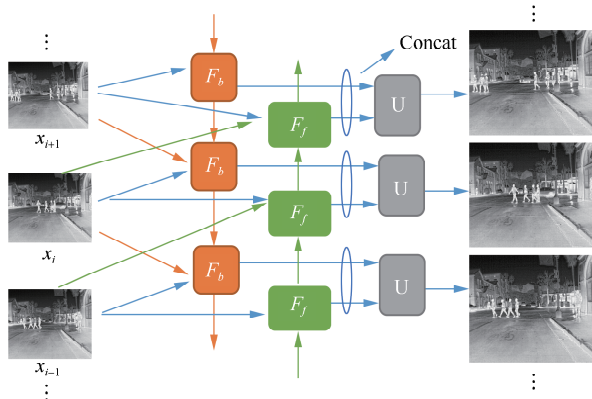 ⋮
⋮
Concat
F_b
U
x_{i+1}
F_f
F_b
U
x_i
F_f
F_b
U
x_{i−1}
F_f
⋮
⋮